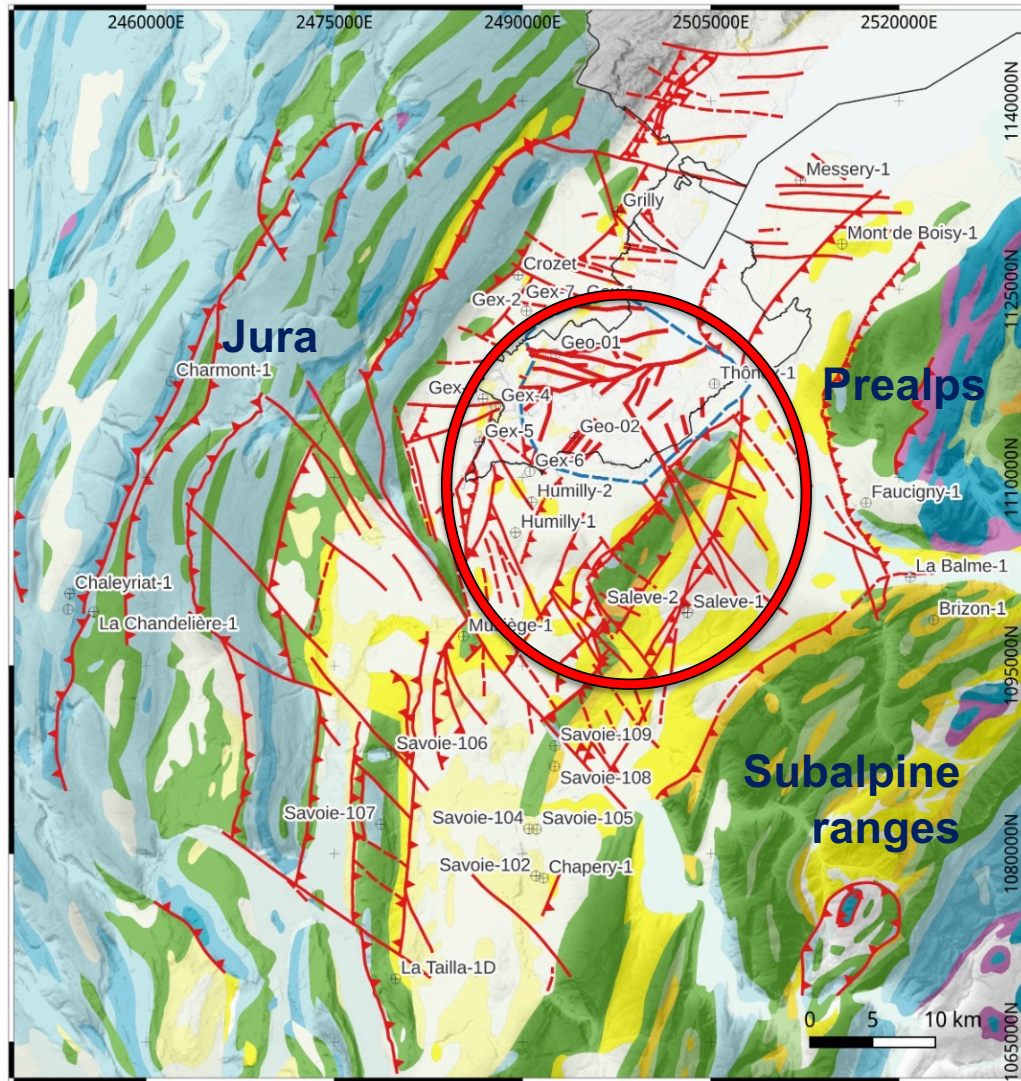 2460000E 2475000E 2490000E 2505000E 2520000E
1140000N
Messery-1
Grilly
Mont de Boisy-1
Crozet
1125000N
Gex-2 Gex-7
Jura
Geo-01
Charmont-1
Thônex-1
Prealps
Gex-4
Gex-5
Geo-02
Gex-6
1110000N
Humilly-2
Faucigny-1
Humilly-1
La Balme-1
Chaleyriat-1
Saleve-2 Saleve-1
Brizon-1
La Chandelière-1
Musiège-1
1095000N
Savoie-109
Savoie-106
Savoie-108
Subalpine
ranges
Savoie-107
Savoie-104 Savoie-105
1080000N
Savoie-102 Chapery-1
La Tailla-1D
0 5 10 km
1065000N